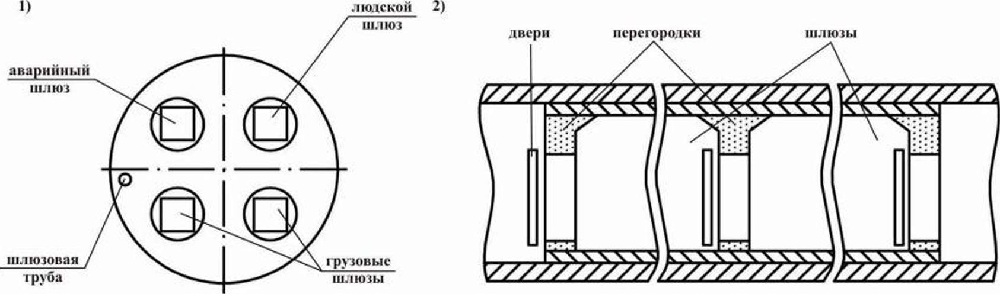 1)
людской
шлюз
аварийный
шлюз
шлюзовая
труба
грузовые
шлюзы
2)
двери
перегородки
шлюзы